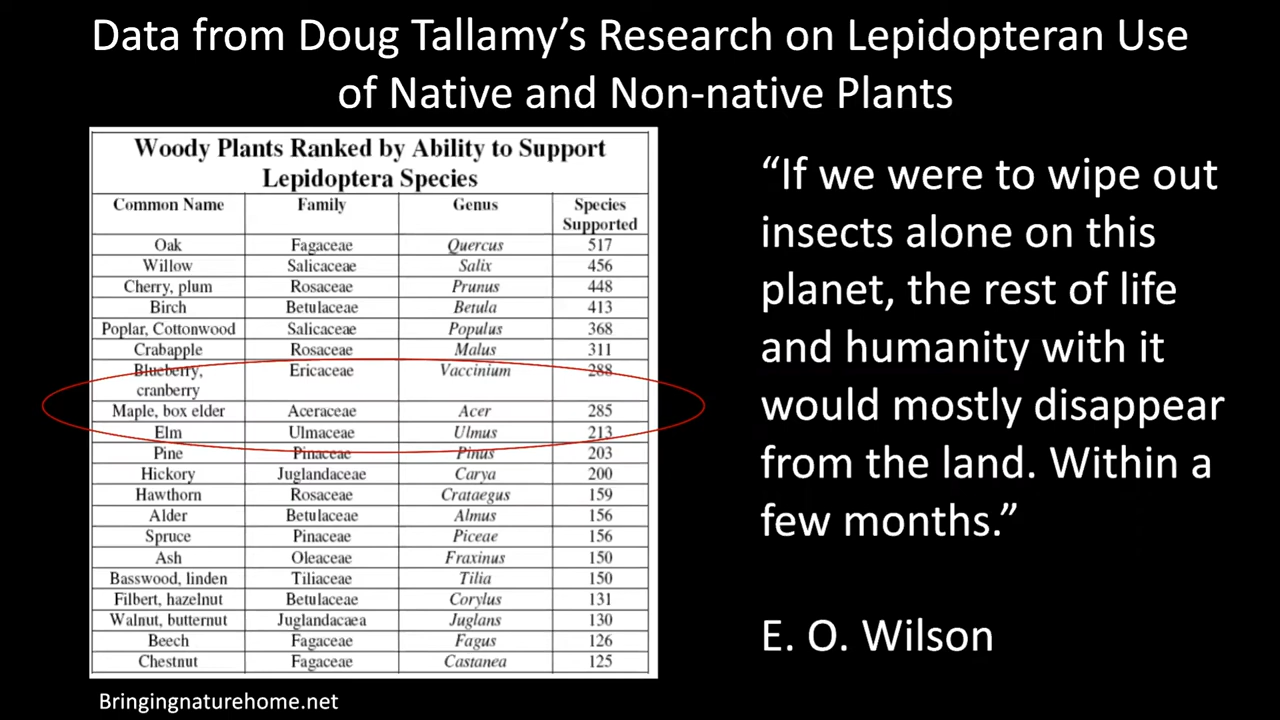 Data from Doug Tallamy’s Research on Lepidopteran Use
of Native and Non-native Plants
Woody Plants Ranked by Ability to Support
Lepidoptera Species
Common Name Family Genus Species
Supported
Oak Fagaceae Quercus 517
Willow Salicaceae Salix 456
Cherry, plum Rosaceae Prunus 448
Birch Betulaceae Betula 413
Poplar, Cottonwood Salicaceae Populus 368
Crabapple Rosaceae Malus 311
Blueberry, Ericaceae Vaccinium 288
cranberry
Maple, box elder Aceraceae Acer 285
Elm Ulmaceae Ulmus 213
Pine Pinaceae Pinus 203
Hickory Juglandaceae Carya 200
Hawthorn Rosaceae Crataegus 159
Alder Betulaceae Almus 156
Spruce Pinaceae Piceae 156
Ash Oleaceae Fraxinus 150
Basswood, linden Tiliaceae Tilia 150
Filbert, hazelnut Betulaceae Corylus 131
Walnut, butternut Juglandacaea Juglans 130
Beech Fagaceae Fagus 126
Chestnut Fagaceae Castanea 125
“If we were to wipe out
insects alone on this
planet, the rest of life
and humanity with it
would mostly disappear
from the land. Within a
few months.”
E. O. Wilson
Bringingnaturehome.net